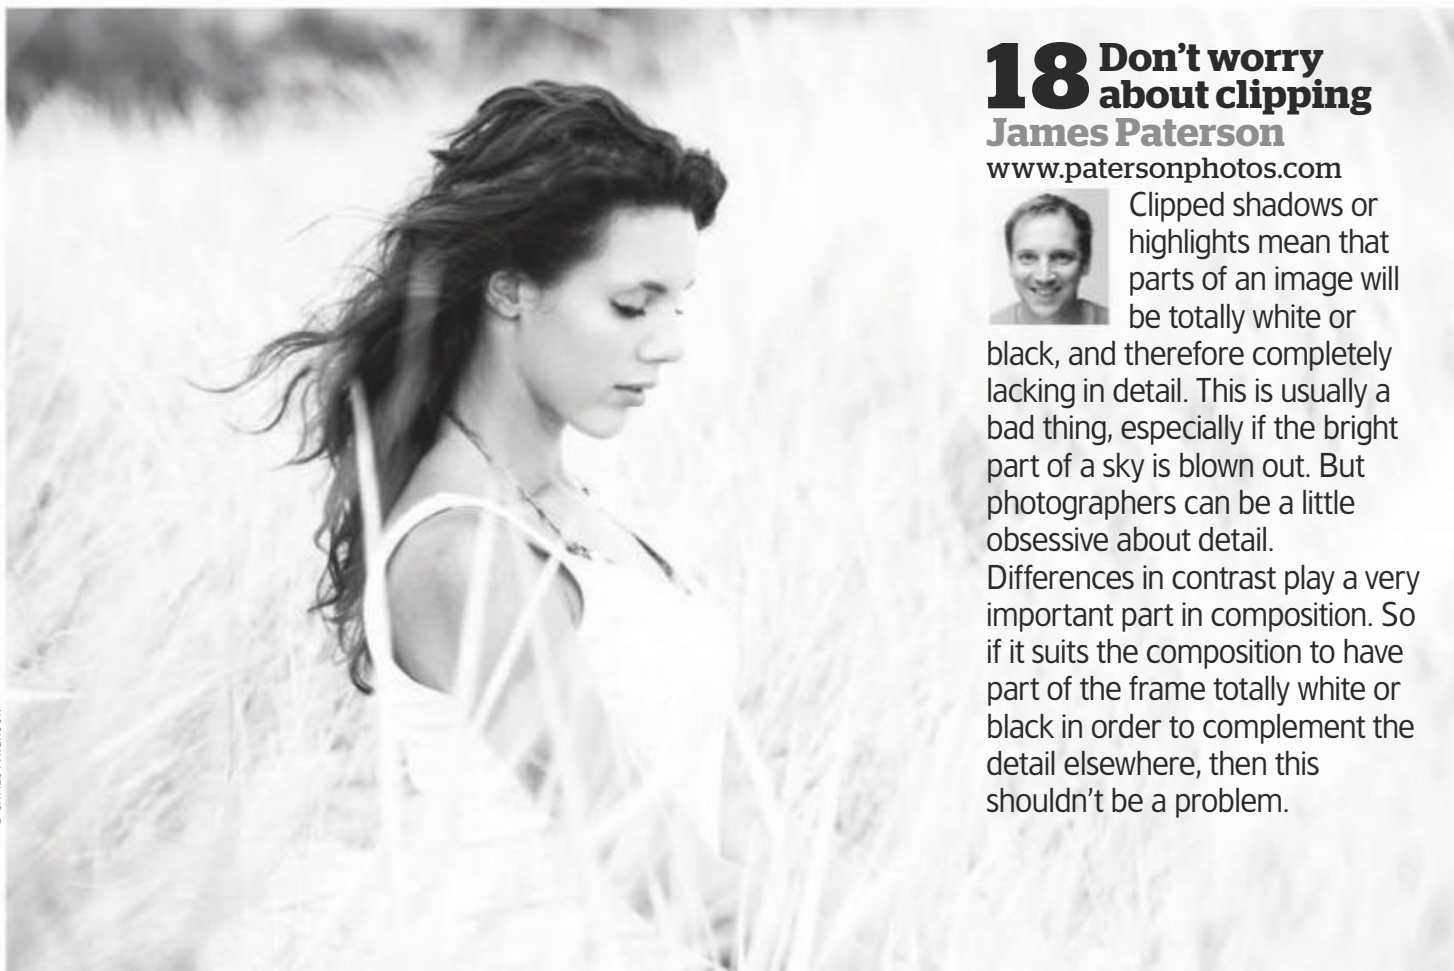 18 Don't worry
about clipping
James Paterson
www.patersonphotos.com
Clipped shadows or
highlights mean that
parts of an image will
be totally white or
black, and therefore completely
lacking in detail. This is usually a
bad thing, especially if the bright
part of a sky is blown out. But
photographers can be a little
obsessive about detail.
Differences in contrast play a very
important part in composition. So
if it suits the composition to have
part of the frame totally white or
black in order to complement the
detail elsewhere, then this
shouldn't be a problem.